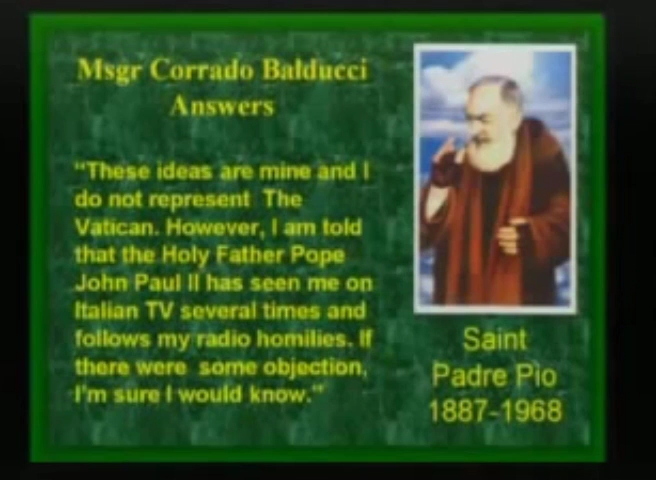 Msgr Corrado Balducci
Answers
"These ideas are mine and I
do not represent The
Vatican. However, I am told
that the Holy Father Pope
John Paul II has seen me on
Italian TV several times and
follows my radio homilies. If
there were some objection,
I'm sure I would know."
Saint
Padre Pio
1887-1968